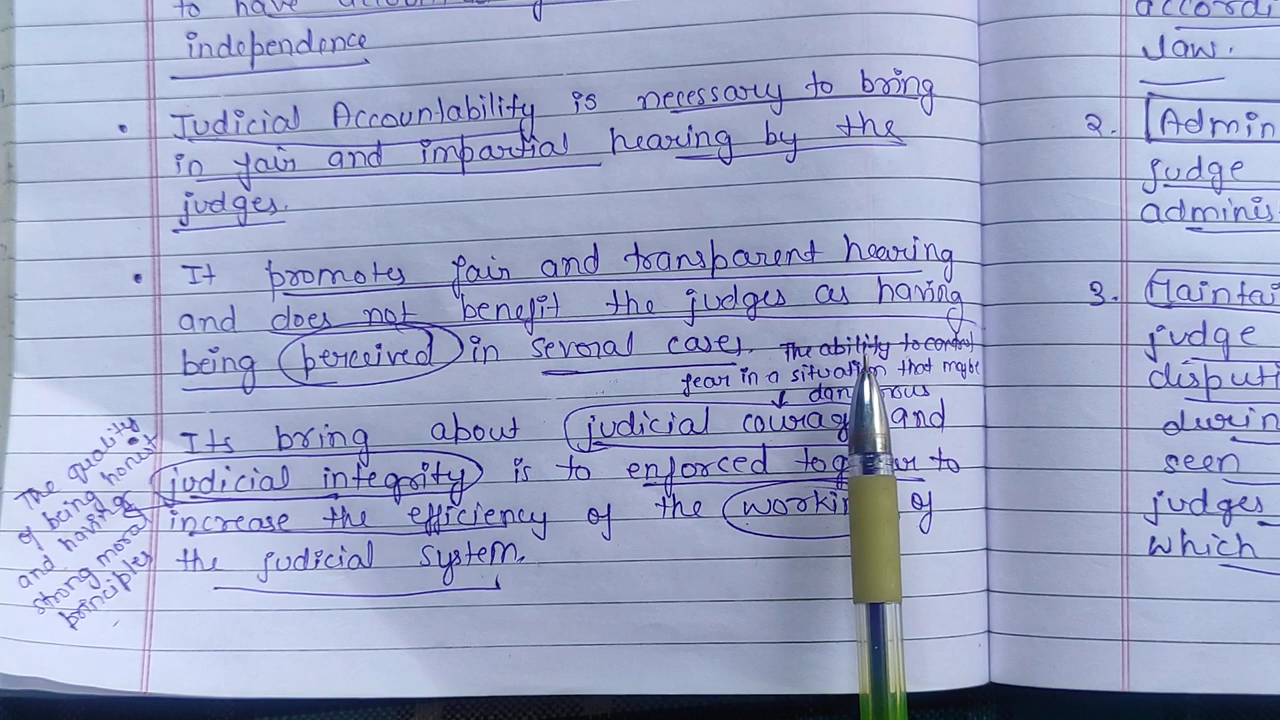 to have
independence
• Judicial Accountability is necessary to bring
in fair and impartial hearing by the
judges.
• It promotes fair and transparent hearing
and does not benefit the judges as having
being perceived in several cases.
The ability to control
fear in a situation that maybe
• Its bring about judicial courage and
judicial integrity is to enforced to
increase the efficiency of the of
the judicial system.
The quality
of being honest
and having
strong moral
principles
law.
2. Admin
judge
adminis
3. Maintai
judge
disputi
durin
seen
judges
which